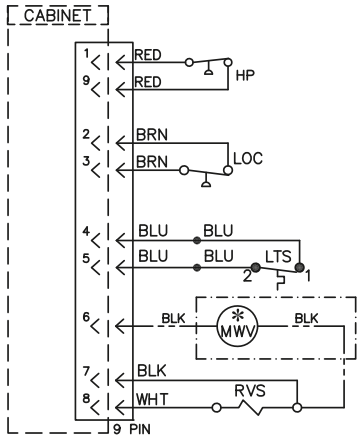 CABINET
1 RED
HP
9 RED
2 BRN
LOC
3 BRN
4 BLU BLU
LTS
5 BLU BLU 2 1
6 BLK BLK
* MWV
7 BLK
RVS
8 WHT
9 PIN